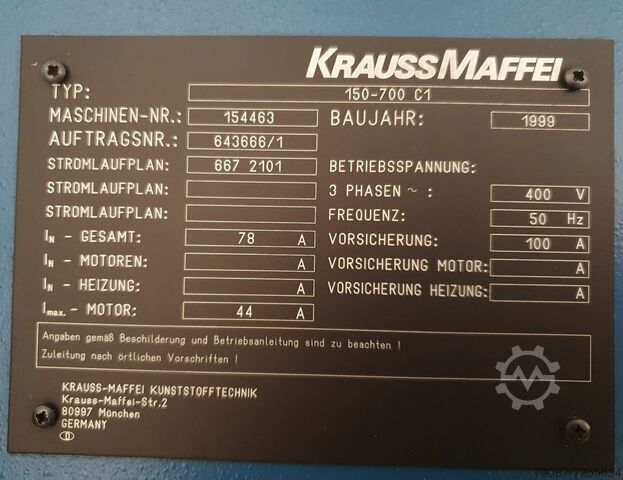 KRAUSSMAFFEI
TYP: 150-700 C1
MASCHINEN-NR.: 154463 BAUJAHR: 1999
AUFTRAGSNR.: 643666/1
STROMLAUFPLAN: 667 2101 BETRIEBSSPANNUNG:
STROMLAUFPLAN: 3 PHASEN ~ : 400 V
STROMLAUFPLAN: FREQUENZ: 50 Hz
IN - GESAMT: 78 A VORSICHERUNG: 100 A
IN - MOTOREN: A VORSICHERUNG MOTOR: A
IN - HEIZUNG: A VORSICHERUNG HEIZUNG: A
Imax. - MOTOR: 44 A
Angaben gemäß Beschilderung und Betriebsanleitung sind zu beachten !
Zuleitung nach örtlichen Vorschriften !
KRAUSS-MAFFEI KUNSTSTOFFTECHNIK
Krauss-Maffei-Str.2
80997 München
GERMANY